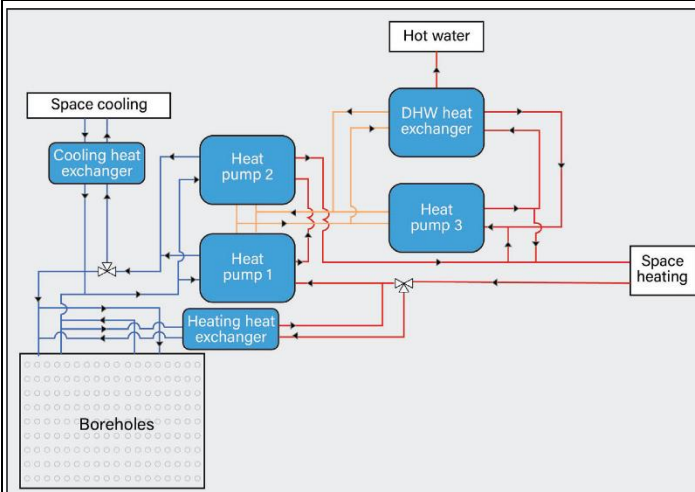 Hot water
Space cooling
DHW heat
exchanger
Cooling heat
exchanger
Heat
pump 2
Heat
pump 3
Heat
pump 1
Space
heating
Heating heat
exchanger
Boreholes